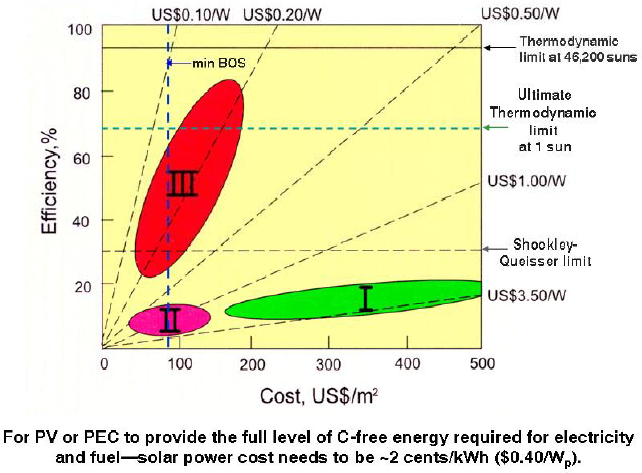 US$0.10/W US$0.20/W US$0.50/W
100
Thermodynamic
limit at 46,200 suns
min BOS
80
Ultimate
Thermodynamic
limit
at 1 sun
60
Efficiency,%
III
US$1.00/W
40
Shockley-
Queisser limit
20
I
US$3.50/W
II
0 100 200 300 400 500
Cost, US$/m²
For PV or PEC to provide the full level of C-free energy required for electricity
and fuel—solar power cost needs to be ~2 cents/kWh ($0.40/Wp).